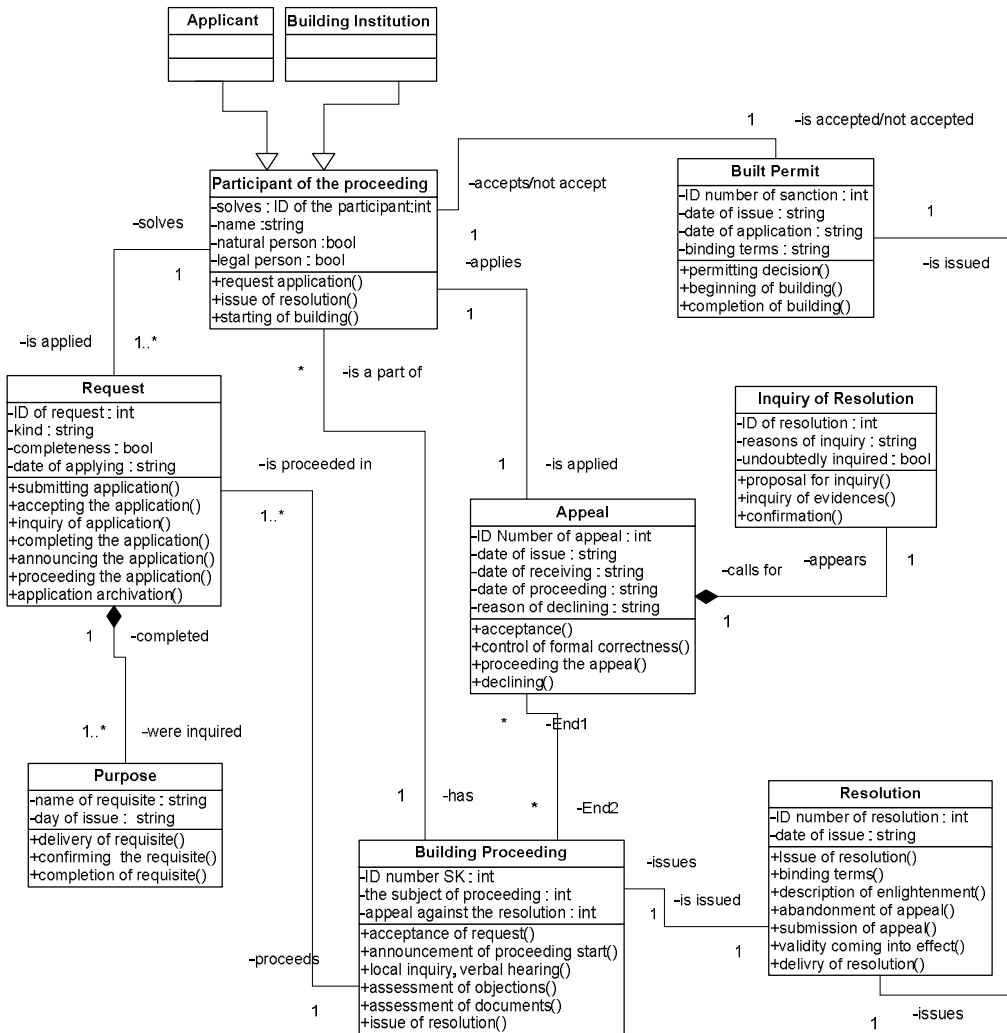 Applicant
Building Institution
1
-is accepted/not accepted
Participant of the proceeding
-solves : ID of the participant:int
-name :string
-natural person :bool
-legal person : bool
+request application()
+issue of resolution()
+starting of building()
-accepts/not accept
1
-applies
1
-solves
1
Built Permit
-ID number of sanction : int
-date of issue : string
-date of application : string
-binding terms : string
+permitting decision()
+beginning of building()
+completion of building()
1
-is issued
-is applied
1..*
*
-is a part of
Request
-ID of request : int
-kind : string
-completeness : bool
-date of applying : string
+submitting application()
+accepting the application()
+inquiry of application()
+completing the application()
+announcing the application()
+proceeding the application()
+application archivation()
-is proceeded in
1..*
1
-is applied
Inquiry of Resolution
-ID of resolution : int
-reasons of inquiry : string
-undoubtedly inquired : bool
+proposal for inquiry()
+inquiry of evidences()
+confirmation()
Appeal
-ID Number of appeal : int
-date of issue : string
-date of receiving : string
-date of proceeding : string
-reason of declining : string
+acceptance()
+control of formal correctness()
+proceeding the appeal()
+declining()
-calls for
-appears
1
1
1
-completed
1..*
-were inquired
*
-End1
Purpose
-name of requisite : string
-day of issue : string
+delivery of requisite()
+confirming the requisite()
+completion of requisite()
1
-has
*
-End2
Building Proceeding
-ID number SK : int
-the subject of proceeding : int
-appeal against the resolution : int
+acceptance of request()
+announcement of proceeding start()
+local inquiry, verbal hearing()
+assessment of objections()
+assessment of documents()
+issue of resolution()
-issues
1
-is issued
1
Resolution
-ID number of resolution : int
-date of issue : string
+Issue of resolution()
+binding terms()
+description of enlightenment()
+abandonment of appeal()
+submission of appeal()
+validity coming into effect()
+delivry of resolution()
-proceeds
1
1
-issues